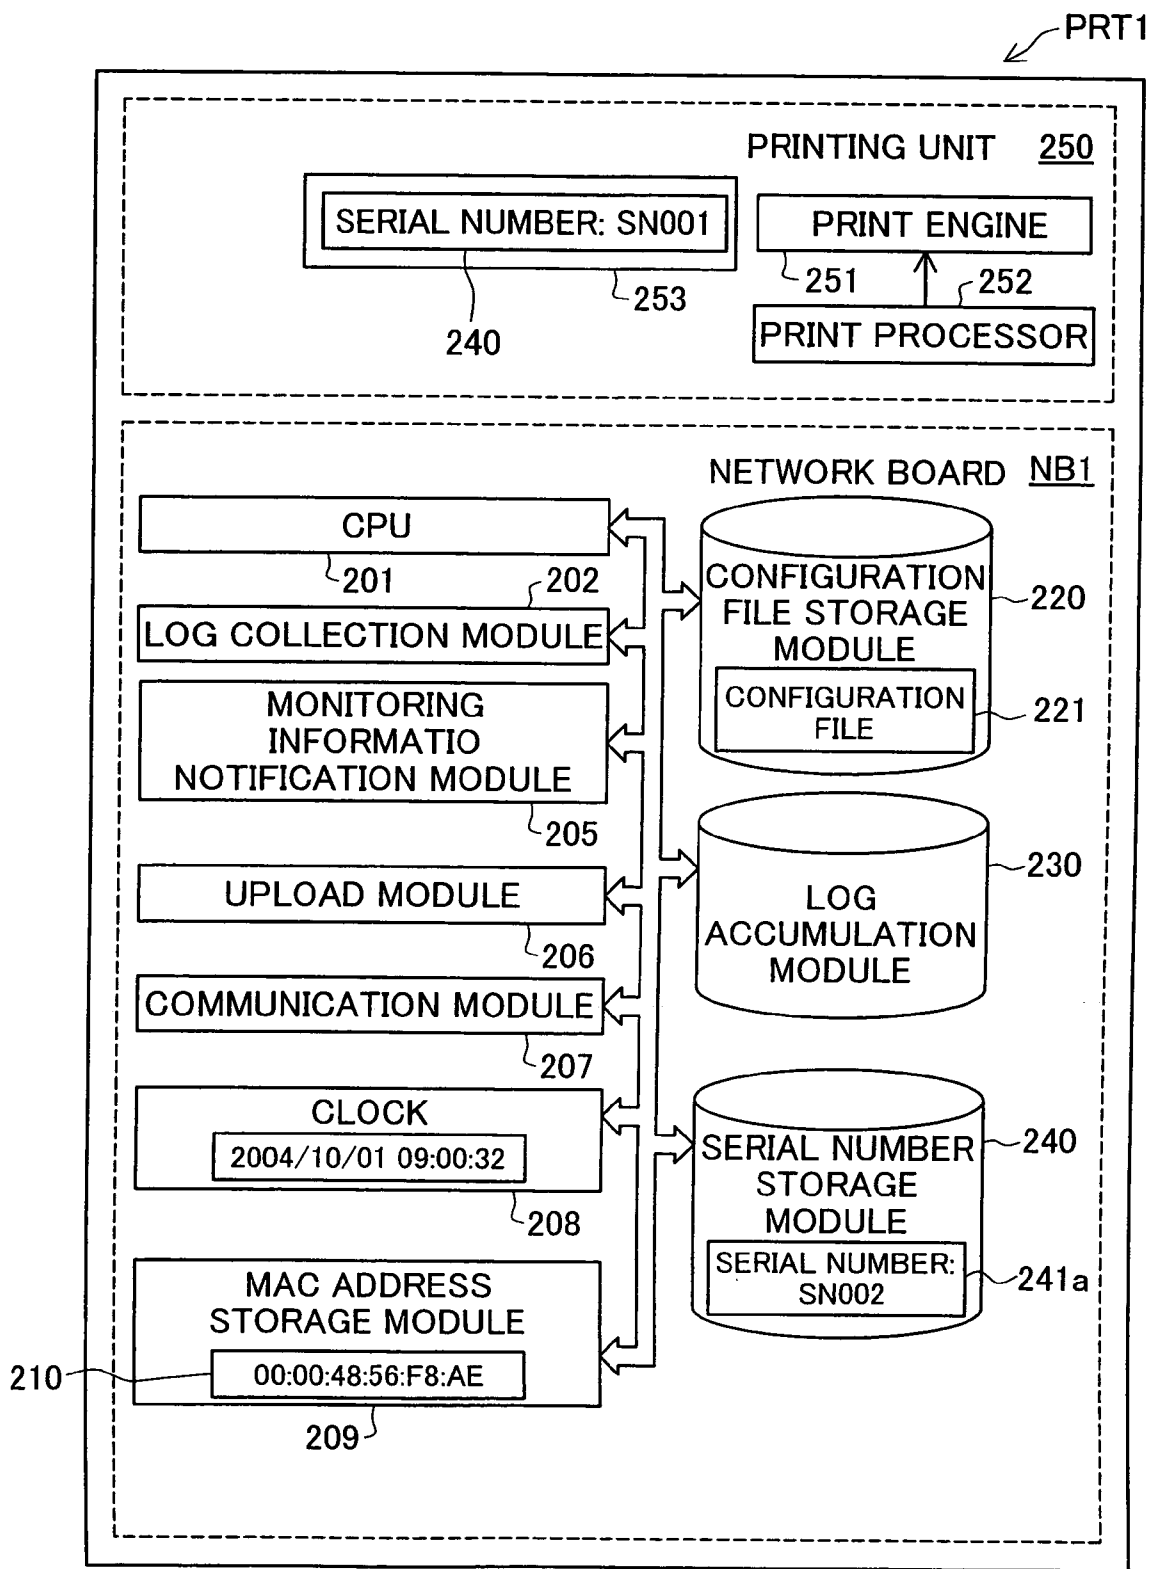 PRT1
PRINTING UNIT 250
SERIAL NUMBER: SN001
PRINT ENGINE
251
252
253
240
PRINT PROCESSOR
NETWORK BOARD NB1
CPU
201
202
LOG COLLECTION MODULE
MONITORING
INFORMATIO
NOTIFICATION MODULE
205
UPLOAD MODULE
206
COMMUNICATION MODULE
207
CLOCK
2004/10/01 09:00:32
208
MAC ADDRESS
STORAGE MODULE
210
00:00:48:56:F8:AE
209
CONFIGURATION
FILE STORAGE
MODULE
220
CONFIGURATION
FILE
221
230
LOG
ACCUMULATION
MODULE
SERIAL NUMBER
STORAGE
MODULE
240
SERIAL NUMBER:
SN002
241a